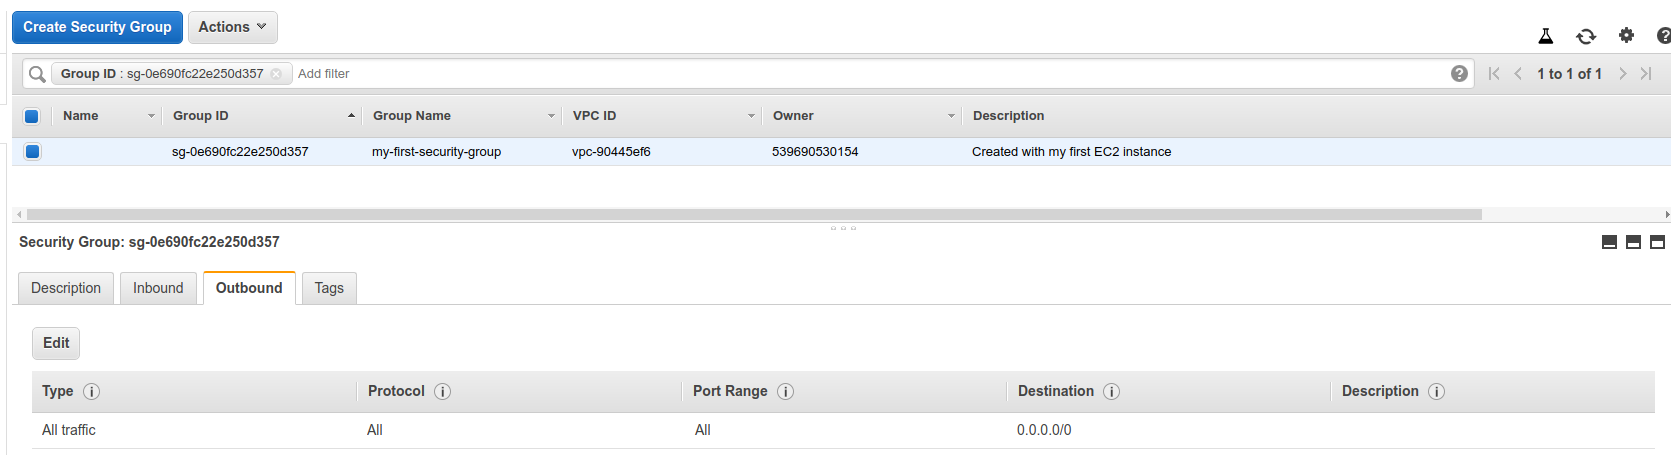 Create Security Group Actions
Group ID : sg-0e690fc22e250d357 Add filter 1 to 1 of 1
Name Group ID Group Name VPC ID Owner Description
sg-0e690fc22e250d357 my-first-security-group vpc-90445ef6 539690530154 Created with my first EC2 instance
Security Group: sg-0e690fc22e250d357
Description Inbound Outbound Tags
Edit
Type Protocol Port Range Destination Description
All traffic All All 0.0.0.0/0